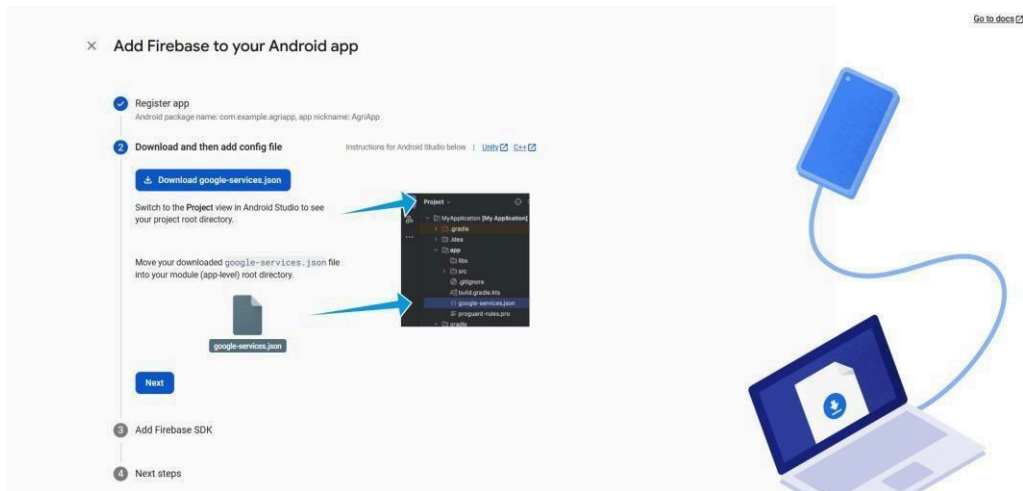 Go to docs
Add Firebase to your Android app
Register app
Android package name: com.example.agriapp, app nickname: AgriApp
2 Download and then add config file
Instructions for Android Studio below | Unity C++
Download google-services.json
Switch to the Project view in Android Studio to see
your project root directory.
Move your downloaded google-services.json file
into your module (app-level) root directory.
google-services.json
Project
MyApplication [My Application]
.gradle
.idea
app
libs
src
.gitignore
build.gradle.kts
google-services.json
proguard-rules.pro
gradle
Next
3 Add Firebase SDK
4 Next steps